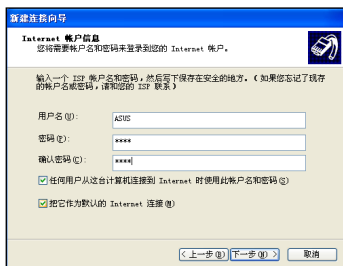 新建连接向导
Internet 帐户信息
您将需要帐户名和密码来登录到您的 Internet 帐户。
输入一个 ISP 帐户名和密码，然后写下保存在安全的地方。(如果您忘记了现存
的帐户名或密码，请和您的 ISP 联系)
用户名(U): ASUS
密码(P): ****
确认密码(C): ****
任何用户从这台计算机连接到 Internet 时使用此帐户名和密码(S)
把它作为默认的 Internet 连接(M)
<上一步(B) 下一步(N)> 取消